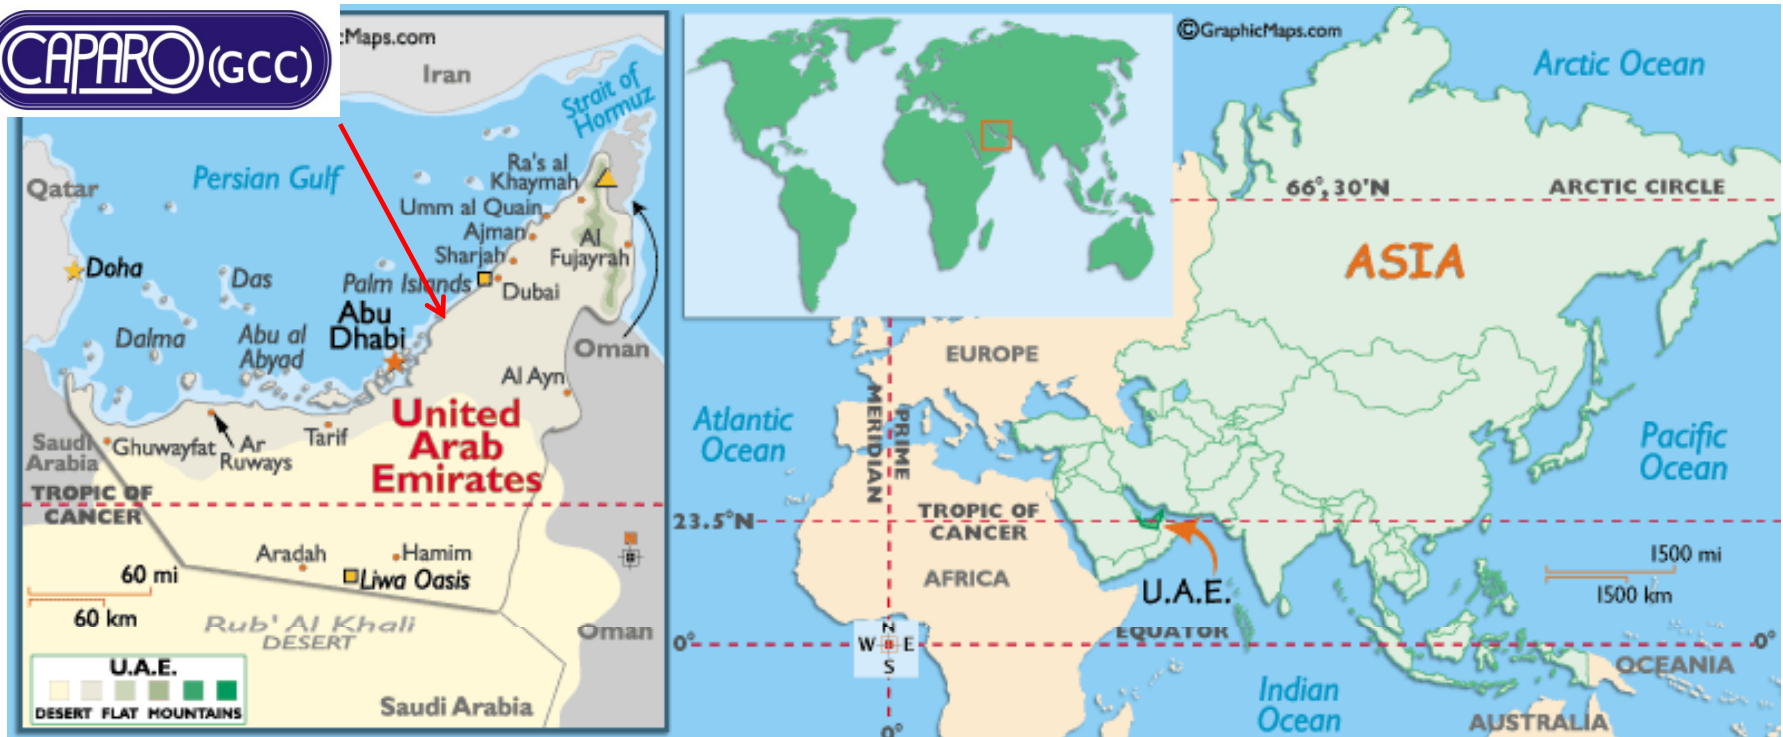 CAPARO (GCC)
cMaps.com
Iran
Strait of
Hormuz
Persian Gulf
Qatar
Ra's al
Khaymah
Umm al Quain
Ajman
Sharjah
Al
Fujayrah
Doha
Das
Palm Islands
Dubai
Abu
Dhabi
Dalma
Abu al
Abyad
Oman
Al Ayn
United
Arab
Emirates
Saudi
Arabia
Ghuwayfat
Ar
Ruways
Tarif
TROPIC OF
CANCER
N
Aradah
Hamim
Liwa Oasis
60 mi
60 km
Rub' Al Khali
DESERT
Oman
U.A.E.
DESERT FLAT MOUNTAINS
Saudi Arabia
©GraphicMaps.com
Arctic Ocean
66°, 30'N
ARCTIC CIRCLE
ASIA
EUROPE
Atlantic
Ocean
PRIME
MERIDIAN
Pacific
Ocean
23.5°N
TROPIC OF
CANCER
AFRICA
U.A.E.
1500 mi
1500 km
EQUATOR
0°
N
W E
S
0°
OCEANIA
Indian
Ocean
AUSTRALIA
0°